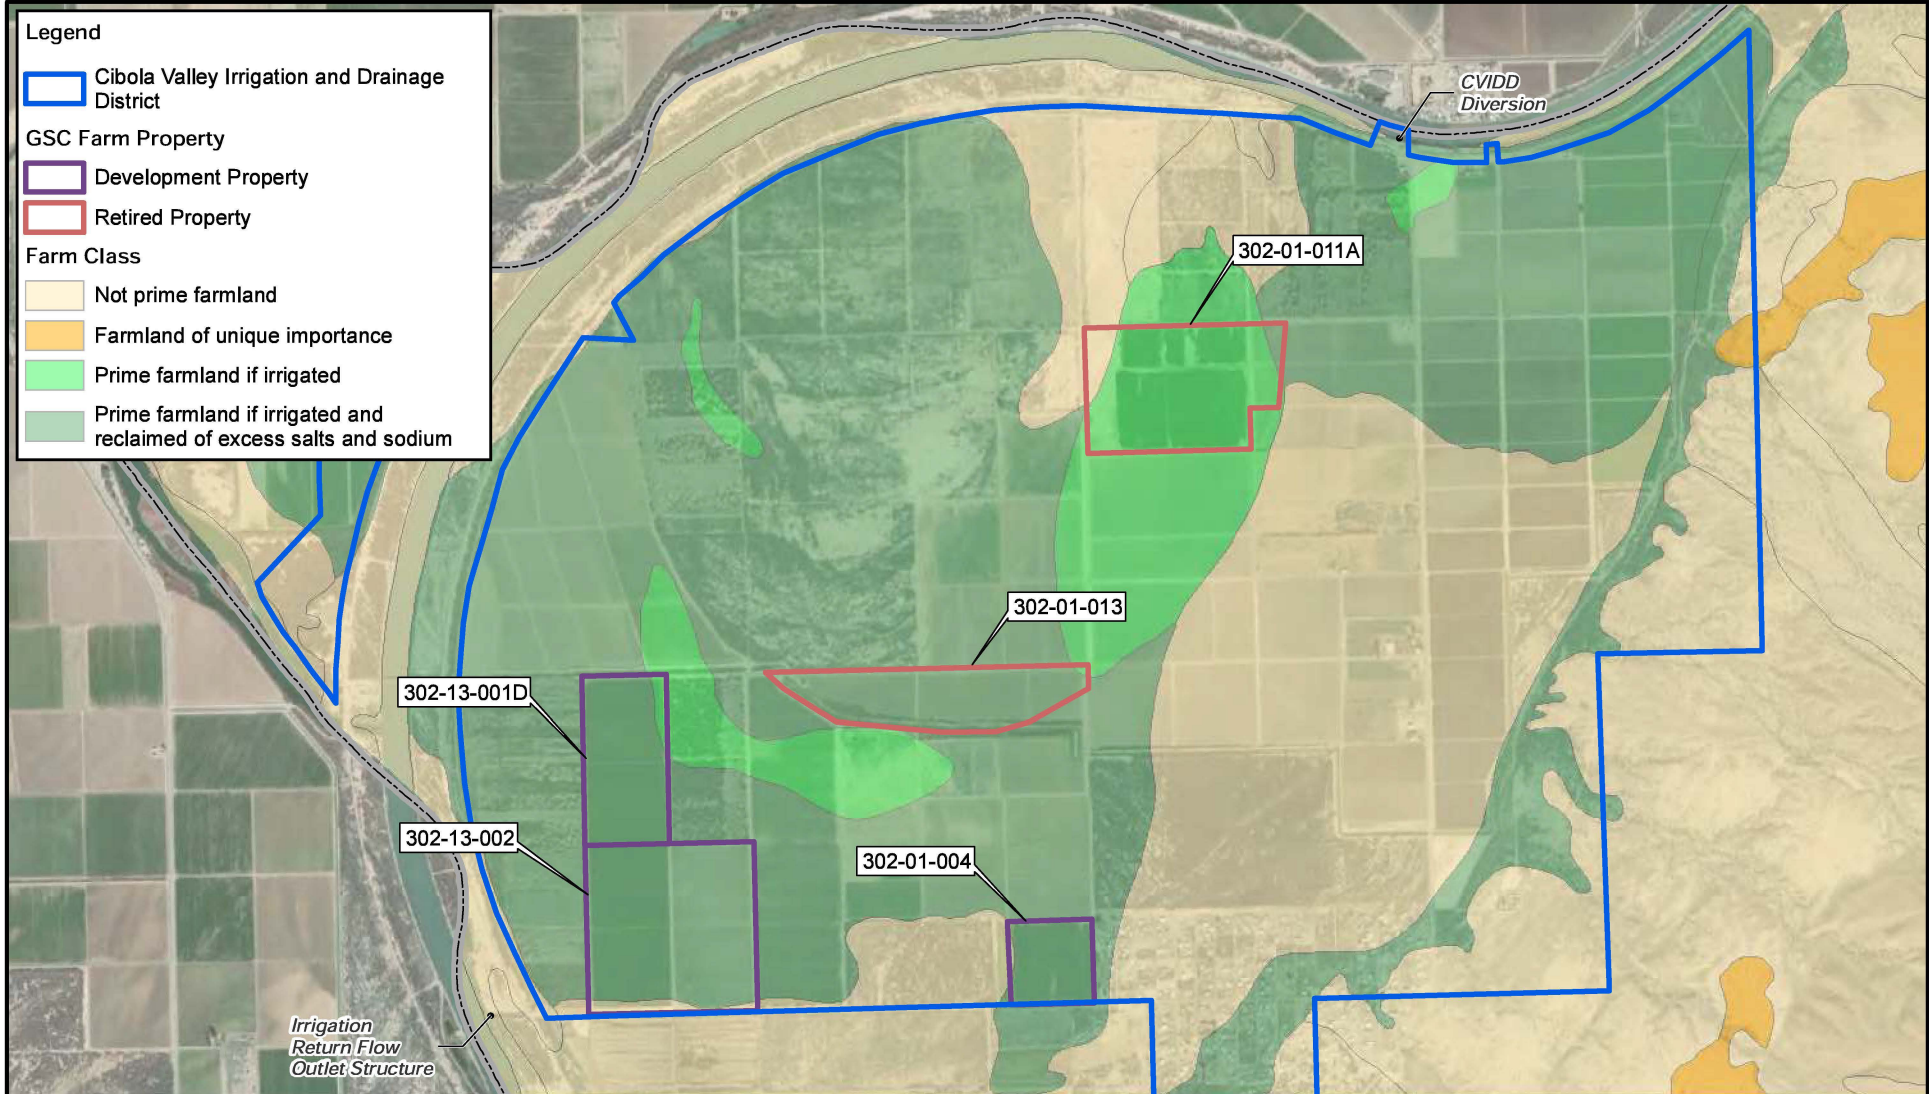 Legend
Cibola Valley Irrigation and Drainage
District
GSC Farm Property
Development Property
Retired Property
Farm Class
Not prime farmland
Farmland of unique importance
Prime farmland if irrigated
Prime farmland if irrigated and
reclaimed of excess salts and sodium
CVIDD
Diversion
302-01-011A
302-01-013
302-13-001D
302-13-002
302-01-004
Irrigation
Return Flow
Outlet Structure